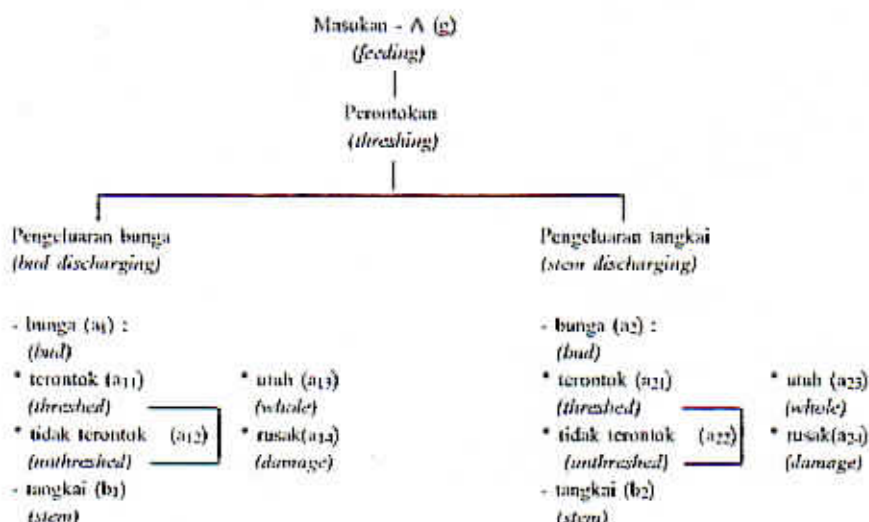 Masukan - A (g)
(feeding)
Perontokan
(threshing)
Pengeluaran bunga
(bud discharging)
- bunga (a1) :
(bud)
* terontok (a11)
* utuh (a13)
(threshed)
(whole)
* tidak terontok (a12)
* rusak(a14)
(unthreshed)
(damage)
- tangkai (b1)
(stem)
Pengeluaran tangkai
(stem discharging)
- bunga (a2) :
(bud)
* terontok (a21)
* utuh (a23)
(threshed)
(whole)
* tidak terontok (a22)
* rusak(a24)
(unthreshed)
(damage)
- tangkai (b2)
(stem)